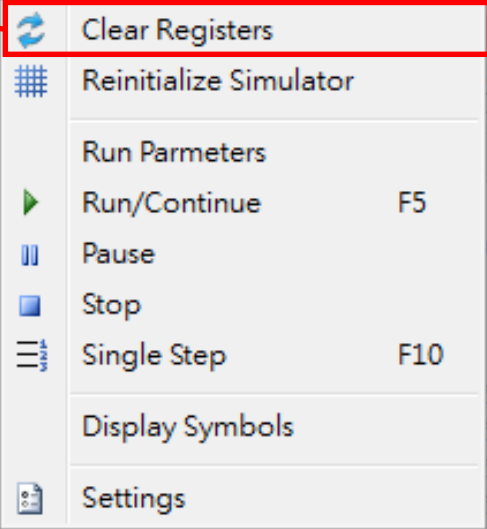 Clear Registers
Reinitialize Simulator
Run Parmeters
Run/Continue F5
Pause
Stop
Single Step F10
Display Symbols
Settings